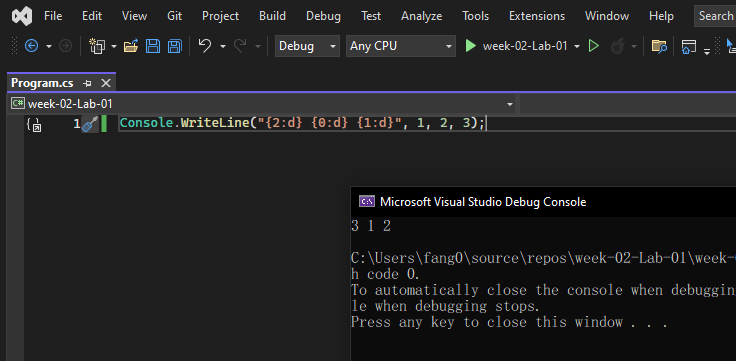 File Edit View Git Project Build Debug Test Analyze Tools Extensions Window Help Search
Debug Any CPU week-02-Lab-01
Program.cs
C# week-02-Lab-01
1 Console.WriteLine("{2:d} {0:d} {1:d}", 1, 2, 3);
C:\ Microsoft Visual Studio Debug Console
3 1 2
C:\Users\fang0\source\repos\week-02-Lab-01\week-
h code 0.
To automatically close the console when debuggin
le when debugging stops.
Press any key to close this window . . .